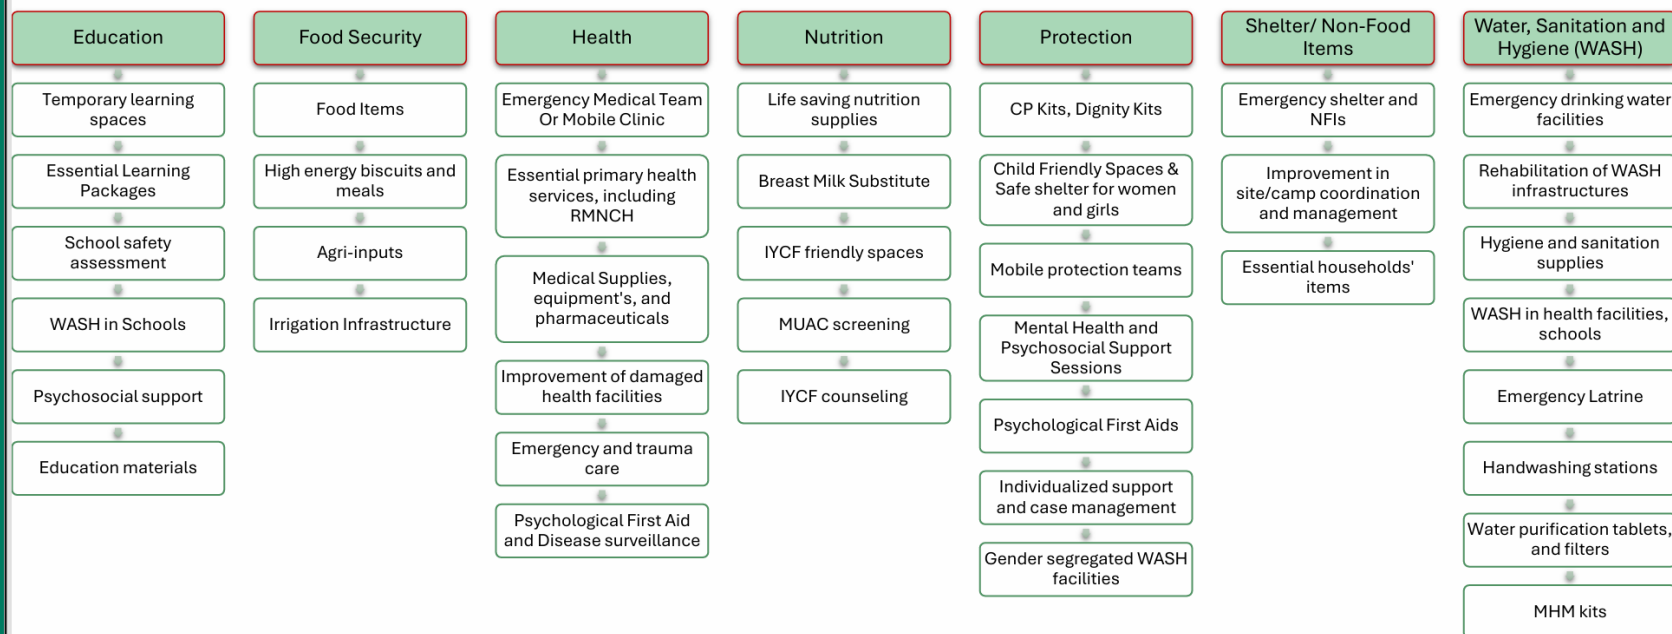 Education
Temporary learning
spaces
Essential Learning
Packages
School safety
assessment
WASH in Schools
Psychosocial support
Education materials
Food Security
Food Items
High energy biscuits and
meals
Agri-inputs
Irrigation Infrastructure
Health
Emergency Medical Team
Or Mobile Clinic
Essential primary health
services, including
RMNCH
Medical Supplies,
equipment's, and
pharmaceuticals
Improvement of damaged
health facilities
Emergency and trauma
care
Psychological First Aid
and Disease surveillance
Nutrition
Life saving nutrition
supplies
Breast Milk Substitute
IYCF friendly spaces
MUAC screening
IYCF counseling
Protection
CP Kits, Dignity Kits
Child Friendly Spaces &
Safe shelter for women
and girls
Mobile protection teams
Mental Health and
Psychosocial Support
Sessions
Psychological First Aids
Individualized support
and case management
Gender segregated WASH
facilities
Shelter/ Non-Food
Items
Emergency shelter and
NFIs
Improvement in
site/camp coordination
and management
Essential households'
items
Water, Sanitation and
Hygiene (WASH)
Emergency drinking water
facilities
Rehabilitation of WASH
infrastructures
Hygiene and sanitation
supplies
WASH in health facilities,
schools
Emergency Latrine
Handwashing stations
Water purification tablets,
and filters
MHM kits